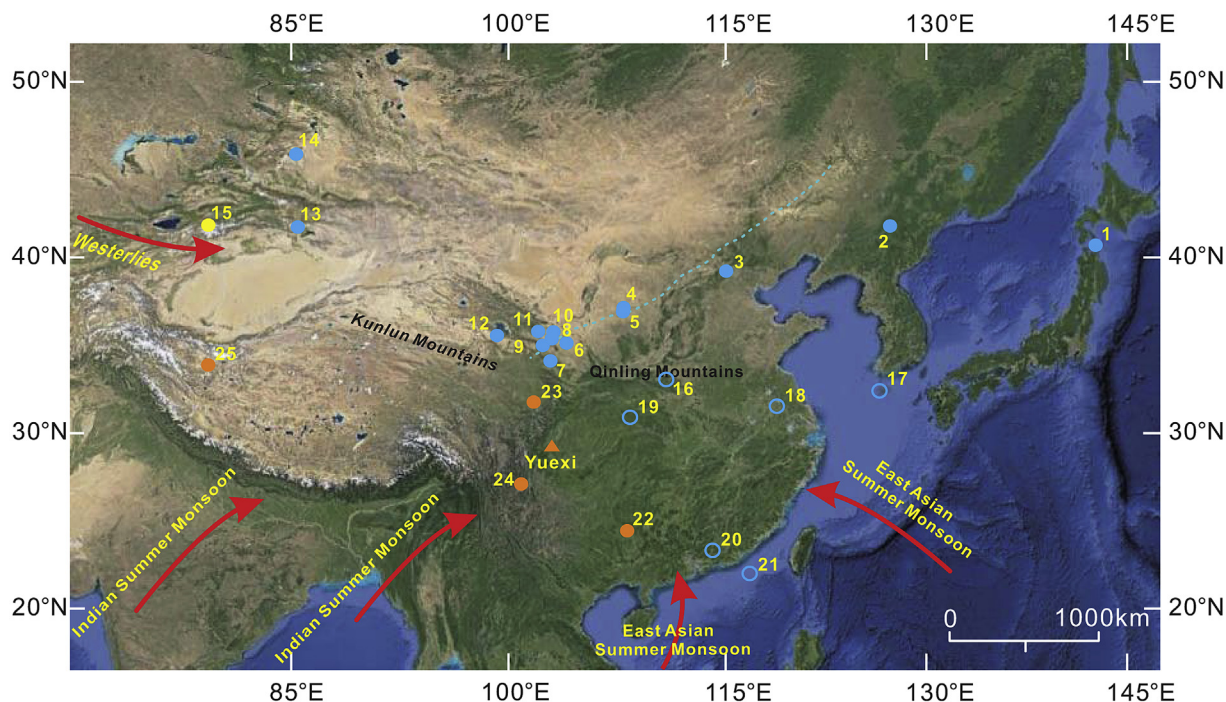 85°E 100°E 115°E 130°E 145°E
50°N 50°N
14
15 13
1
2
40°N Westerlies 40°N
3
4
11 10
12 8 5
Kunlun Mountains 9 6
25 7
Qinling Mountains
16 17
23 19 18
30°N 30°N
Yuexi
24
East Asian
Summer Monsoon
22
Indian Summer Monsoon
Indian Summer Monsoon
20
21
20°N 20°N
0 1000km
East Asian
Summer Monsoon
85°E 100°E 115°E 130°E 145°E